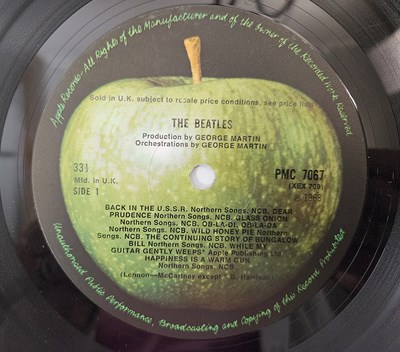 Apple Records. All Rights of the Manufacturer and of the Owner of the Recorded Work Reserved.
Sold in U.K. subject to resale price conditions, see price lists
THE BEATLES
Production by GEORGE MARTIN
Orchestrations by GEORGE MARTIN
33⅓
Mfd. in U.K.
SIDE 1
PMC 7067
(XEX 709)
℗ 1968
BACK IN THE U.S.S.R. Northern Songs, NCB. DEAR
PRUDENCE Northern Songs, NCB. GLASS ONION
Northern Songs, NCB. OB-LA-DI, OB-LA-DA
Northern Songs, NCB. WILD HONEY PIE Northern
Songs, NCB. THE CONTINUING STORY OF BUNGALOW
BILL Northern Songs, NCB. WHILE MY
GUITAR GENTLY WEEPS* Apple Publishing Ltd.
HAPPINESS IS A WARM GUN
Northern Songs, NCB
(Lennon—McCartney except * G. Harrison)
Unauthorised Public Performance, Broadcasting and Copying of this Record Prohibited